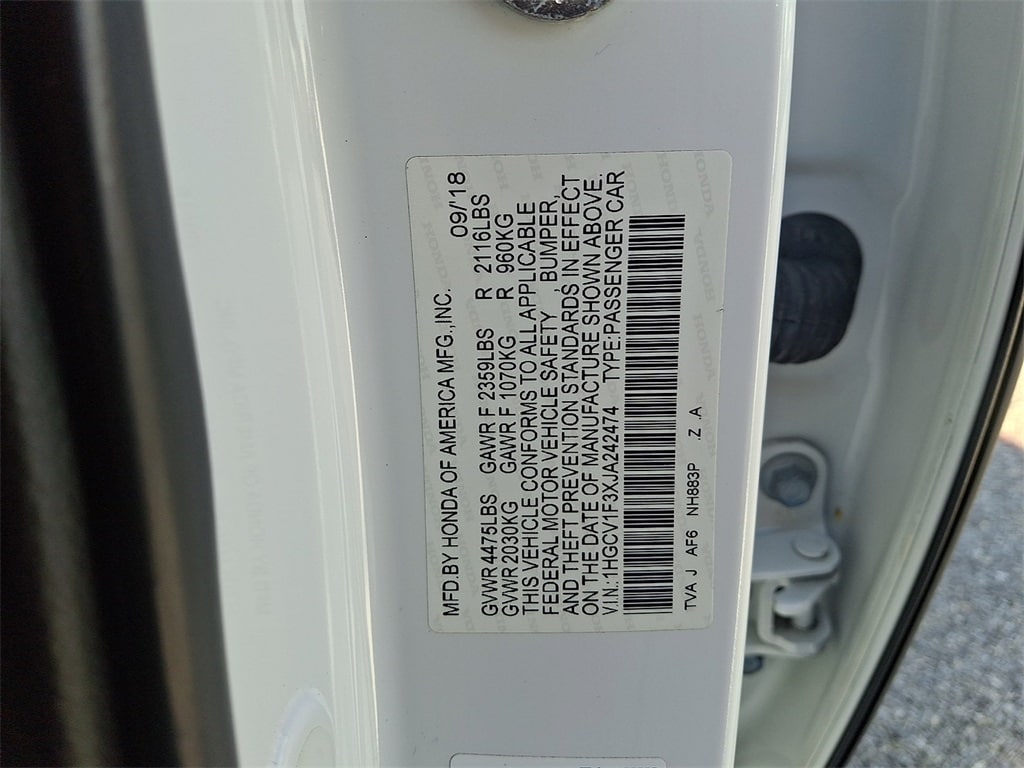 MFD.BY HONDA OF AMERICA MFG.,INC. 09/'18
GVWR4475LBS GAWR F 2359LBS R 2116LBS
GVWR2030KG GAWR F 1070KG R 960KG
THIS VEHICLE CONFORMS TO ALL APPLICABLE
FEDERAL MOTOR VEHICLE SAFETY , BUMPER,
AND THEFT PREVENTION STANDARDS IN EFFECT
ON THE DATE OF MANUFACTURE SHOWN ABOVE.
V.I.N.:1HGCV1F3XJA242474 TYPE:PASSENGER CAR
TVA J AF6 NH883P .Z .A